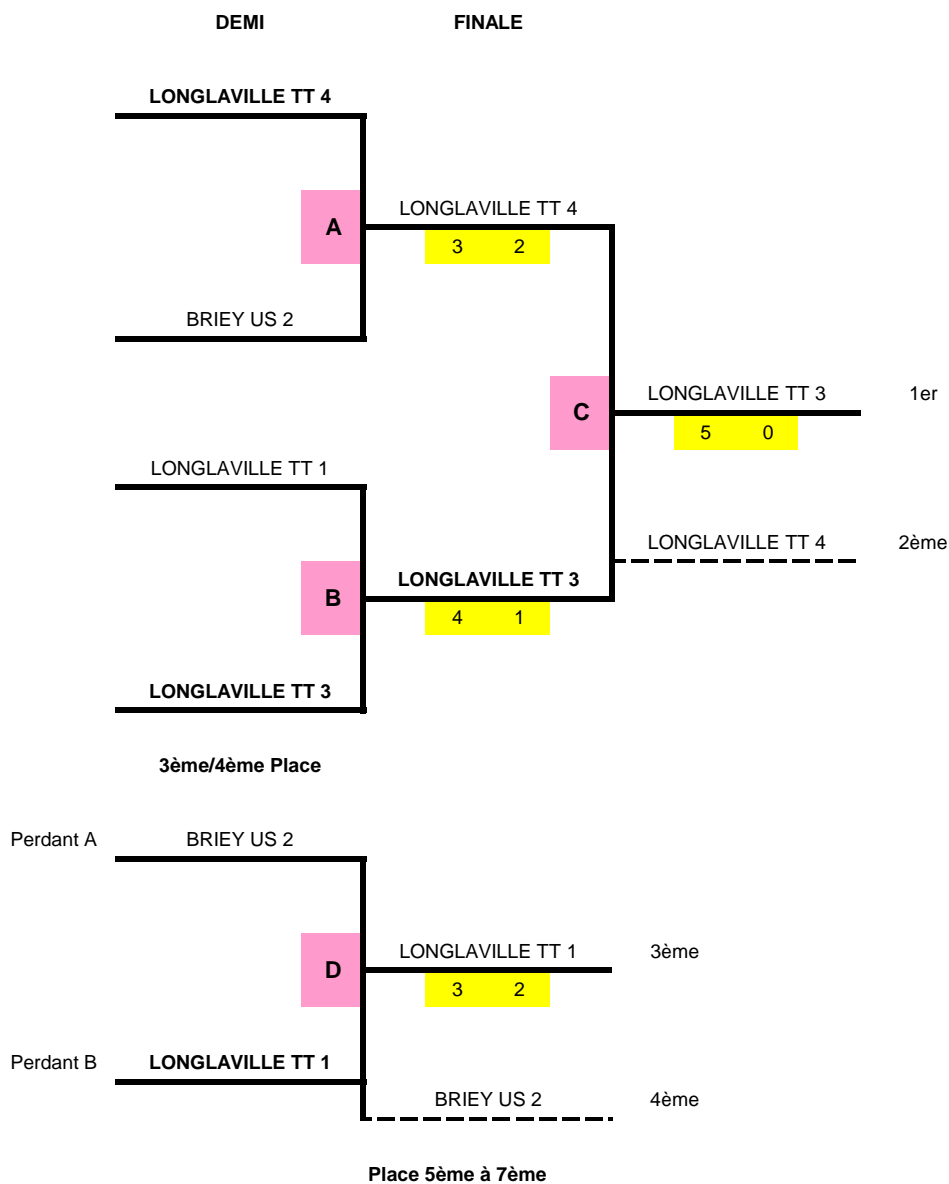 DEMI FINALE
LONGLAVILLE TT 4
A
LONGLAVILLE TT 4
3 2
BRIEY US 2
C
LONGLAVILLE TT 3 1er
5 0
LONGLAVILLE TT 1
LONGLAVILLE TT 4 2ème
B
LONGLAVILLE TT 3
4 1
LONGLAVILLE TT 3
3ème/4ème Place
Perdant A BRIEY US 2
D
LONGLAVILLE TT 1 3ème
3 2
Perdant B LONGLAVILLE TT 1
BRIEY US 2 4ème
Place 5ème à 7ème